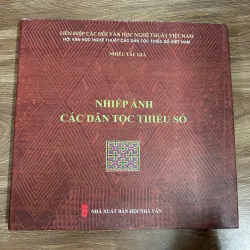 LIÊN HIỆP CÁC HỘI VĂN HỌC NGHỆ THUẬT VIỆT NAM
HỘI VĂN HỌC NGHỆ THUẬT CÁC DÂN TỘC THIỂU SỐ VIỆT NAM
NHIỀU TÁC GIẢ
NHIẾP ẢNH
CÁC DÂN TỘC THIỂU SỐ
NHÀ XUẤT BẢN HỘI NHÀ VĂN